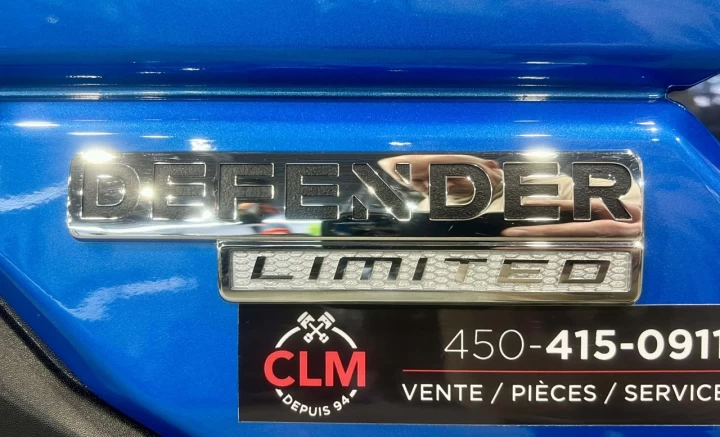 DEFENDER
LIMITED
CLM
DEPUIS 94
450-415-0911
VENTE / PIÈCES / SERVICE